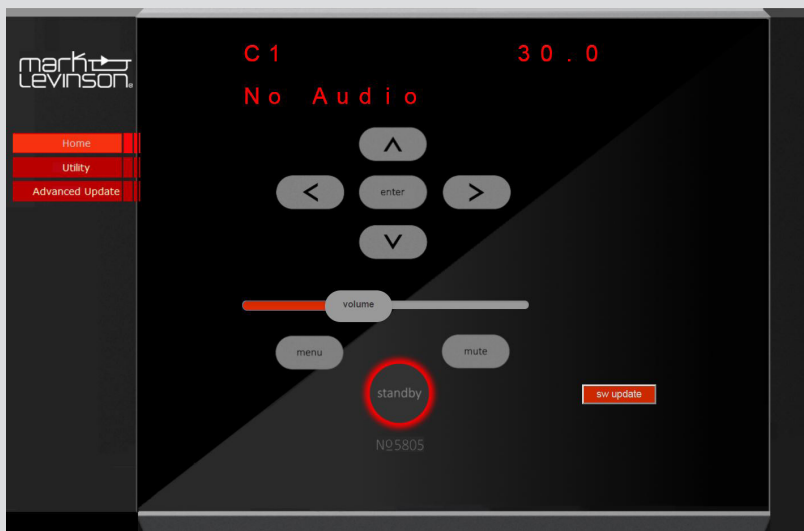 mark
Levinson®
Home
Utility
Advanced Update
C1 30.0
No Audio
enter
volume
menu mute
standby
sw update
Nº5805